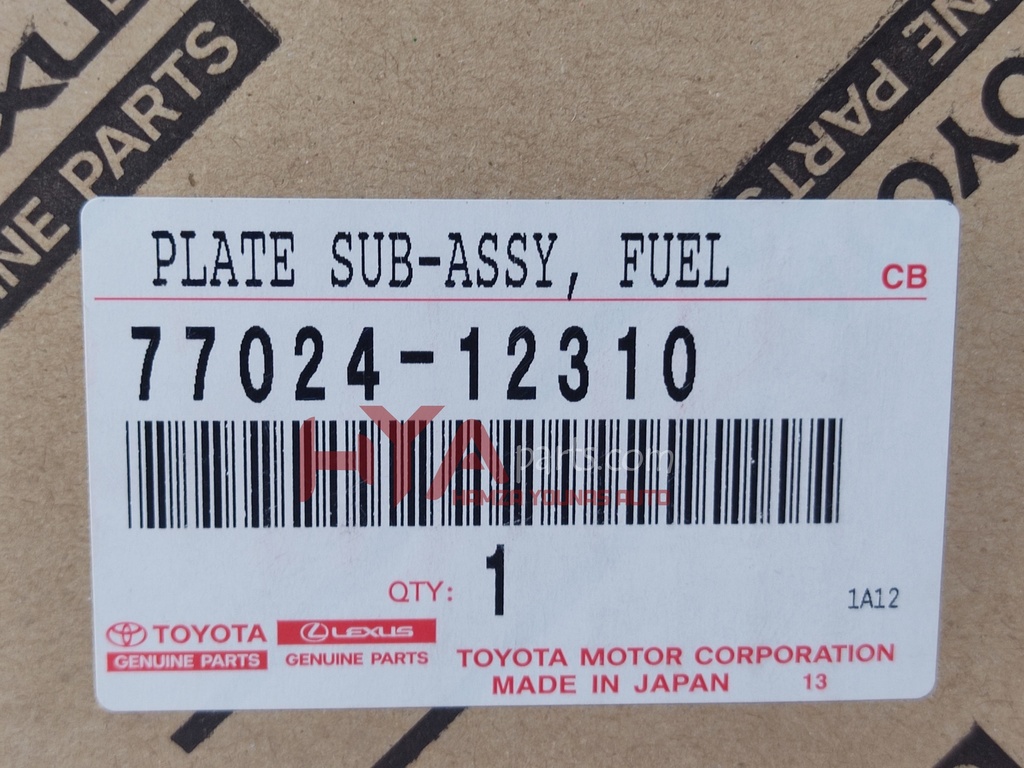 LEXUS
GENUINE PARTS
GENUINE PARTS
TOYOTA
PLATE SUB-ASSY, FUEL
CB
77024-12310
HYA parts.com
HAMZA YOUNAS AUTO
QTY: 1
1A12
TOYOTA
GENUINE PARTS
LEXUS
GENUINE PARTS
TOYOTA MOTOR CORPORATION
MADE IN JAPAN 13